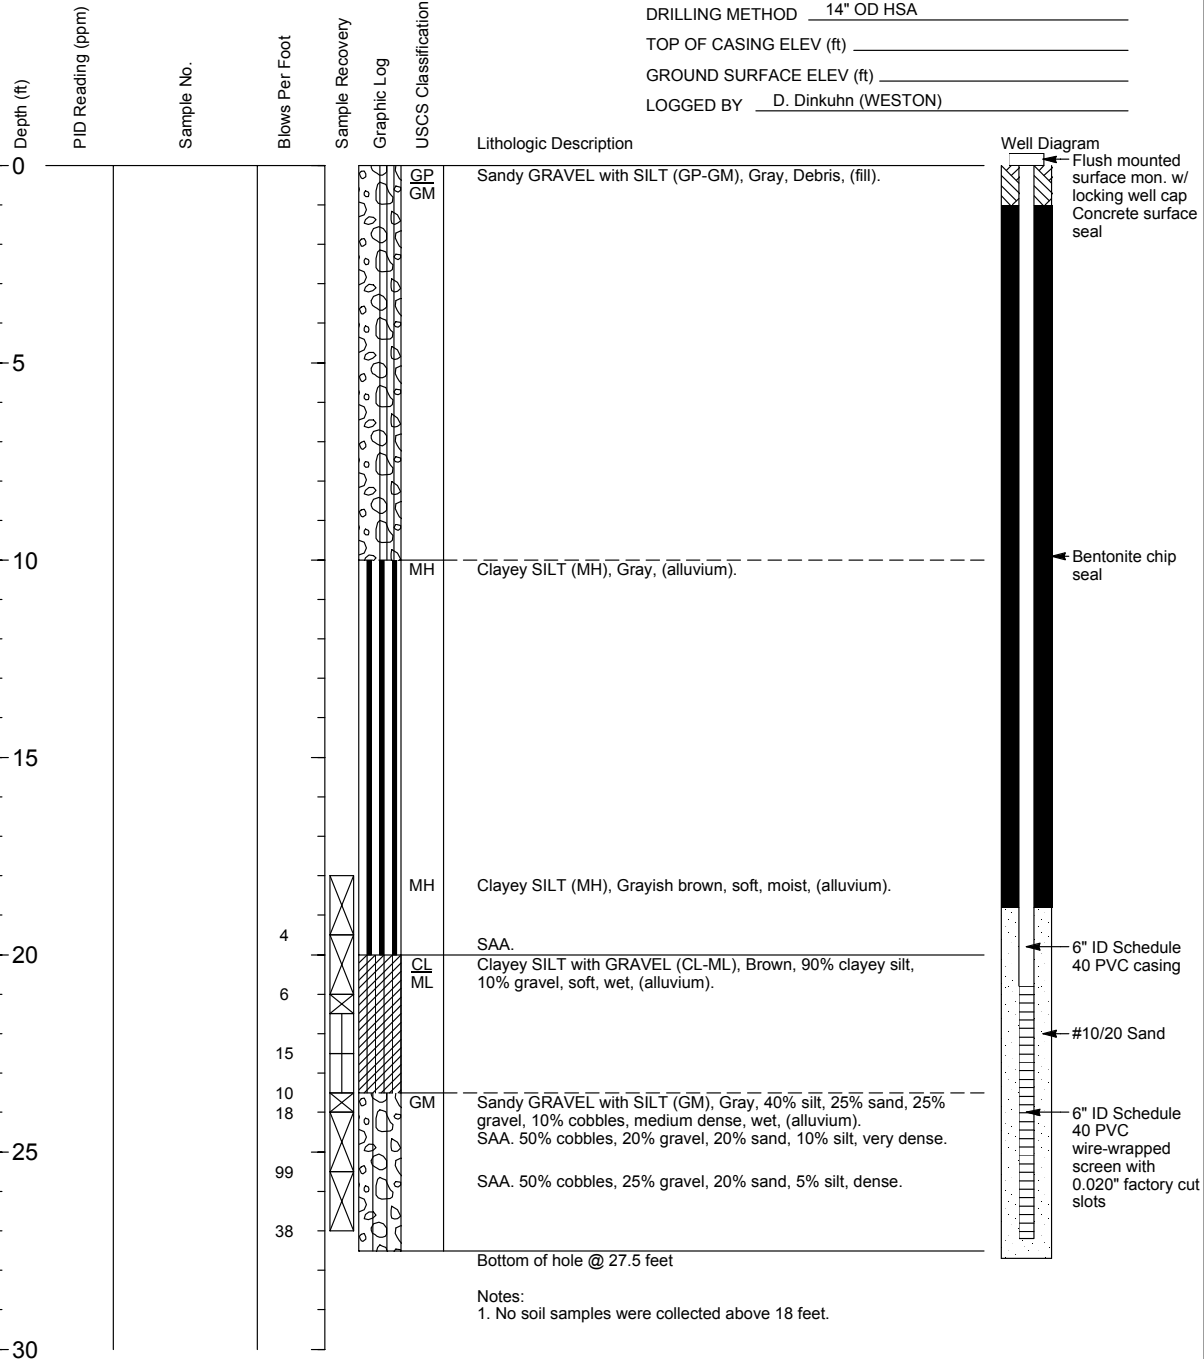 DRILLING METHOD 14" OD HSA
TOP OF CASING ELEV (ft)
GROUND SURFACE ELEV (ft)
LOGGED BY D. Dinkuhn (WESTON)
Depth (ft)
PID Reading (ppm)
Sample No.
Blows Per Foot
Sample Recovery
Graphic Log
USCS Classification
Lithologic Description
Well Diagram
0
GP
GM
Sandy GRAVEL with SILT (GP-GM), Gray, Debris, (fill).
Flush mounted
surface mon. w/
locking well cap
Concrete surface
seal
5
10
MH
Clayey SILT (MH), Gray, (alluvium).
Bentonite chip
seal
15
MH
Clayey SILT (MH), Grayish brown, soft, moist, (alluvium).
4
SAA.
6" ID Schedule
40 PVC casing
20
CL
ML
Clayey SILT with GRAVEL (CL-ML), Brown, 90% clayey silt,
10% gravel, soft, wet, (alluvium).
6
#10/20 Sand
15
10
18
GM
Sandy GRAVEL with SILT (GM), Gray, 40% silt, 25% sand, 25%
gravel, 10% cobbles, medium dense, wet, (alluvium).
SAA. 50% cobbles, 20% gravel, 20% sand, 10% silt, very dense.
6" ID Schedule
40 PVC
wire-wrapped
screen with
0.020" factory cut
slots
25
99
SAA. 50% cobbles, 25% gravel, 20% sand, 5% silt, dense.
38
Bottom of hole @ 27.5 feet
Notes:
1. No soil samples were collected above 18 feet.
30